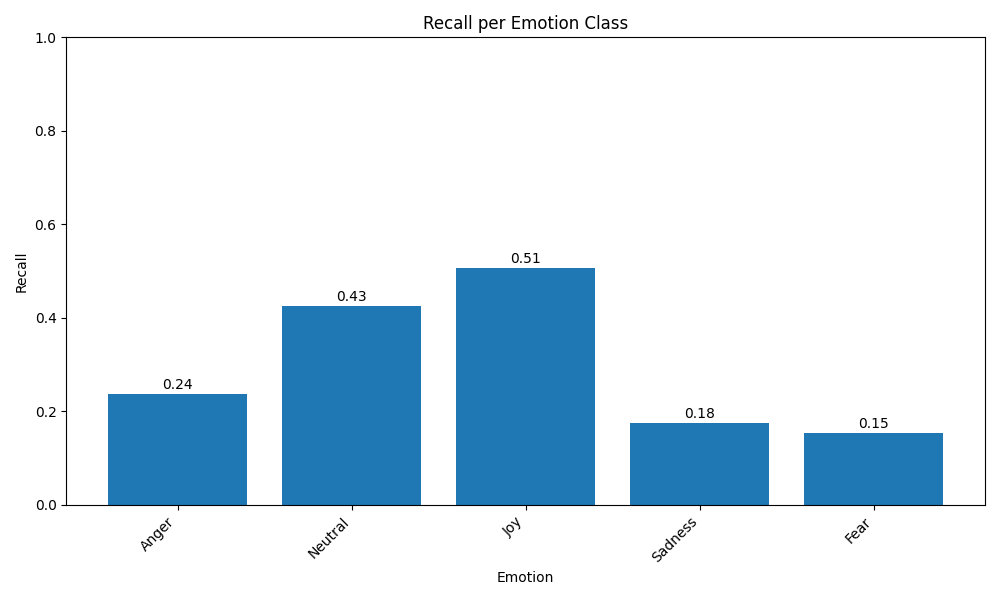 Recall per Emotion Class
1.0
0.8
0.6
0.4
0.2
0.0
Recall
0.24
0.43
0.51
0.18
0.15
Anger
Neutral
Joy
Sadness
Fear
Emotion